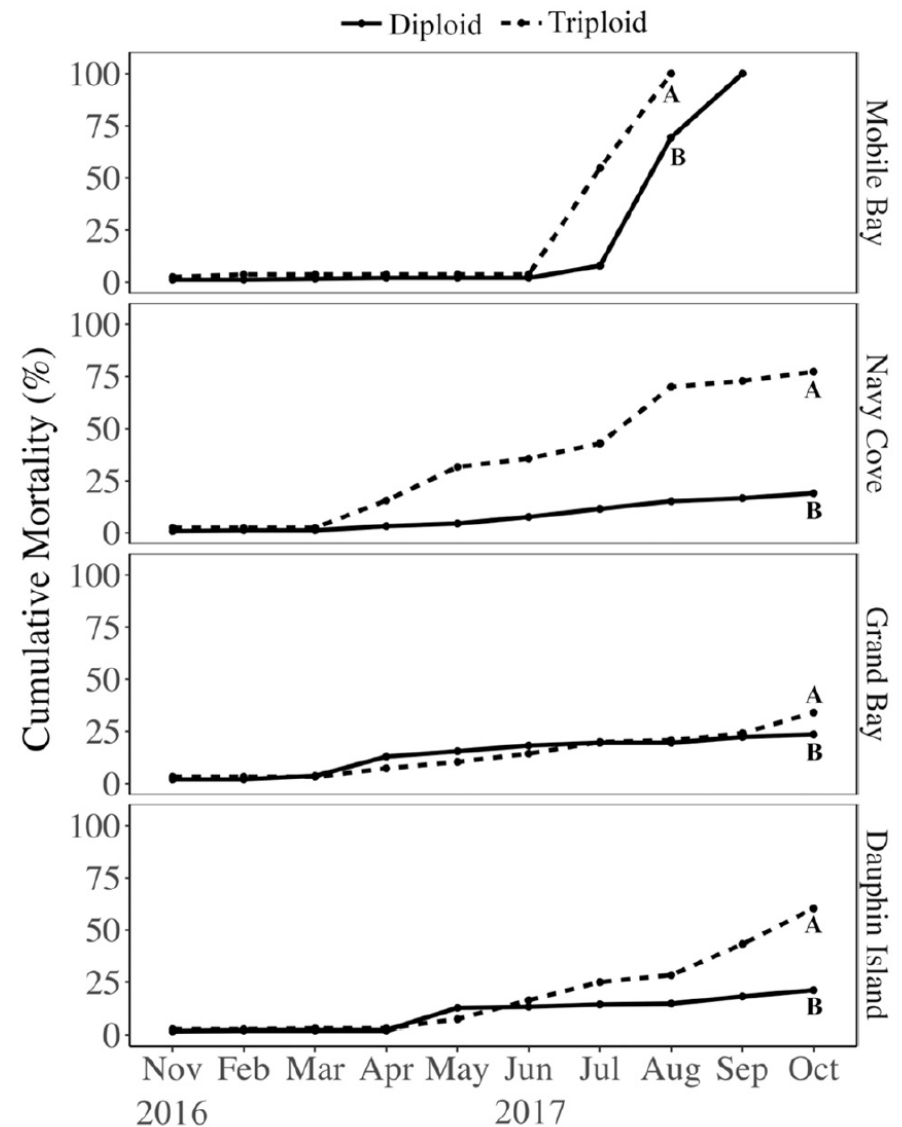 Diploid Triploid
100
75
50
25
0
A
B
Mobile Bay
100
75
50
25
0
A
B
Navy Cove
Cumulative Mortality (%)
100
75
50
25
0
A
B
Grand Bay
100
75
50
25
0
A
B
Dauphin Island
Nov Feb Mar Apr May Jun Jul Aug Sep Oct
2016 2017